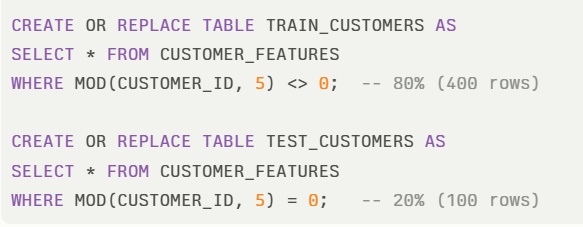 CREATE OR REPLACE TABLE TRAIN_CUSTOMERS AS
SELECT * FROM CUSTOMER_FEATURES
WHERE MOD(CUSTOMER_ID, 5) <> 0;  -- 80% (400 rows)

CREATE OR REPLACE TABLE TEST_CUSTOMERS AS
SELECT * FROM CUSTOMER_FEATURES
WHERE MOD(CUSTOMER_ID, 5) = 0;   -- 20% (100 rows)